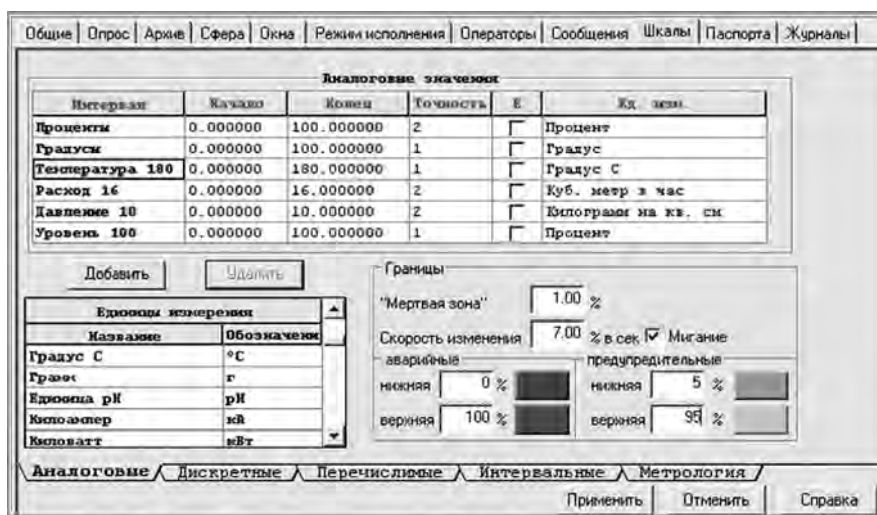 Общие Опрос Архив Сфера Окна Режим исполнения Операторы Сообщения Шкалы Паспорта Журналы
Аналоговые значения
Интервал Начало Конец Точность E Ед. изм.
Проценты 0.000000 100.000000 2 Процент
Градусы 0.000000 100.000000 1 Градус
Температура 180 0.000000 180.000000 1 Градус C
Расход 16 0.000000 16.000000 2 Куб. метр в час
Давление 10 0.000000 10.000000 2 Килограмм на кв. см
Уровень 100 0.000000 100.000000 1 Процент
Добавить Удалить
Единицы измерения
Название Обозначени
Градус C °C
Грамм г
Единица pH pH
Килоампер кА
Киловатт кВт
Границы
"Мертвая зона" 1.00 %
Скорость изменения 7.00 % в сек Мигание
аварийные
нижняя 0 %
верхняя 100 %
предупредительные
нижняя 5 %
верхняя 95 %
Аналоговые Дискретные Перечислимые Интервальные Метрология
Применить Отменить Справка